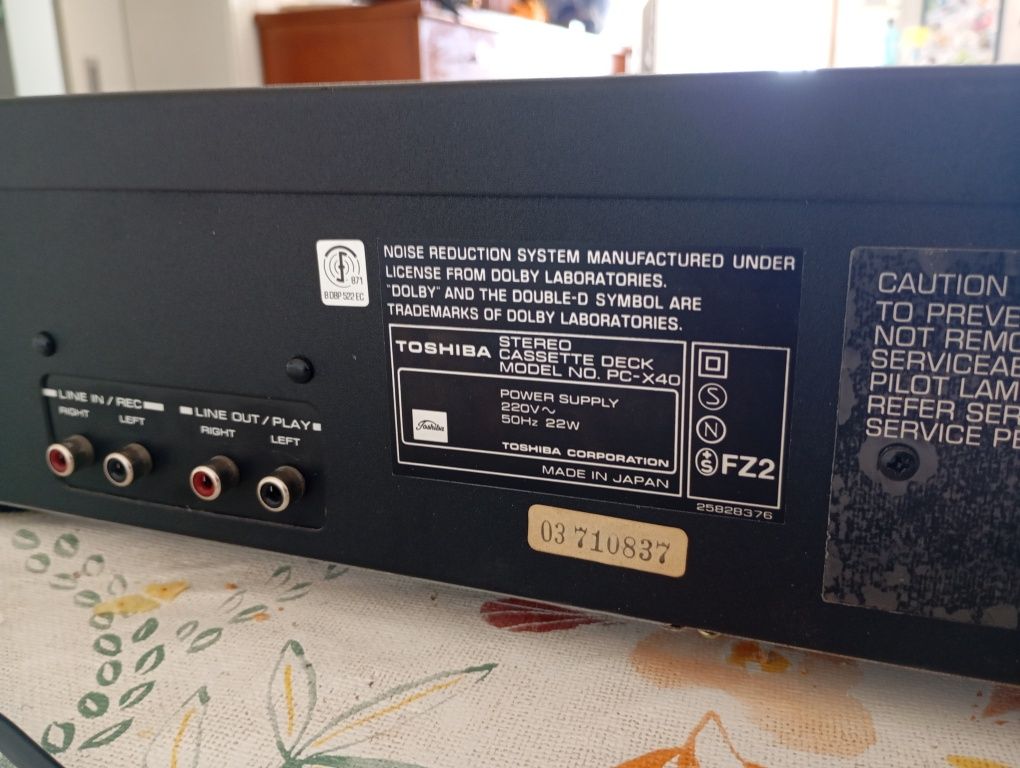 871
8 DBP 522 EC
NOISE REDUCTION SYSTEM MANUFACTURED UNDER
LICENSE FROM DOLBY LABORATORIES.
"DOLBY" AND THE DOUBLE-D SYMBOL ARE
TRADEMARKS OF DOLBY LABORATORIES.
TOSHIBA
STEREO
CASSETTE DECK
MODEL NO. PC-X40
POWER SUPPLY
220V~
50Hz 22W
Toshiba
TOSHIBA CORPORATION
MADE IN JAPAN
S
N
S
FZ2
25828376
03 710837
LINE IN / REC
RIGHT
LEFT
LINE OUT / PLAY
RIGHT
LEFT
CAUTION
TO PREVE
NOT REMO
SERVICEAB
PILOT LAM
REFER SER
SERVICE PE